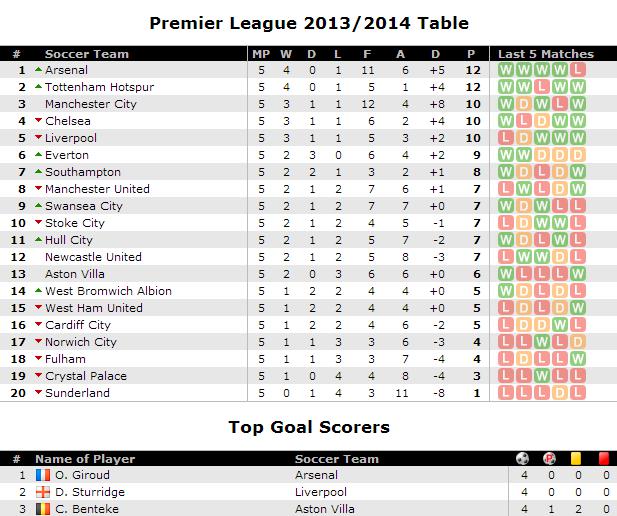 Premier League 2013/2014 Table
# Soccer Team MP W D L F A D P Last 5 Matches
1 Arsenal 5 4 0 1 11 6 +5 12 W W W W L
2 Tottenham Hotspur 5 4 0 1 5 1 +4 12 W W L W W
3 Manchester City 5 3 1 1 12 4 +8 10 W D W L W
4 Chelsea 5 3 1 1 6 2 +4 10 W L D W W
5 Liverpool 5 3 1 1 5 3 +2 10 L D W W W
6 Everton 5 2 3 0 6 4 +2 9 W W D D D
7 Southampton 5 2 2 1 3 2 +1 8 W D L D W
8 Manchester United 5 2 1 2 7 6 +1 7 L W L D W
9 Swansea City 5 2 1 2 7 7 +0 7 W D W L L
10 Stoke City 5 2 1 2 4 5 -1 7 L D W W L
11 Hull City 5 2 1 2 5 7 -2 7 W D L W L
12 Newcastle United 5 2 1 2 5 8 -3 7 L W W D L
13 Aston Villa 5 2 0 3 6 6 +0 6 W L L L W
14 West Bromwich Albion 5 1 2 2 4 4 +0 5 W D L D L
15 West Ham United 5 1 2 2 4 4 +0 5 L D L D W
16 Cardiff City 5 1 2 2 4 6 -2 5 L D D W L
17 Norwich City 5 1 1 3 3 6 -3 4 L L W L D
18 Fulham 5 1 1 3 3 7 -4 4 L D L L W
19 Crystal Palace 5 1 0 4 4 8 -4 3 L L W L L
20 Sunderland 5 0 1 4 3 11 -8 1 L L L D L
Top Goal Scorers
# Name of Player Soccer Team P
1 O. Giroud Arsenal 4 0 0 0
2 D. Sturridge Liverpool 4 0 0 0
3 C. Benteke Aston Villa 4 1 2 0